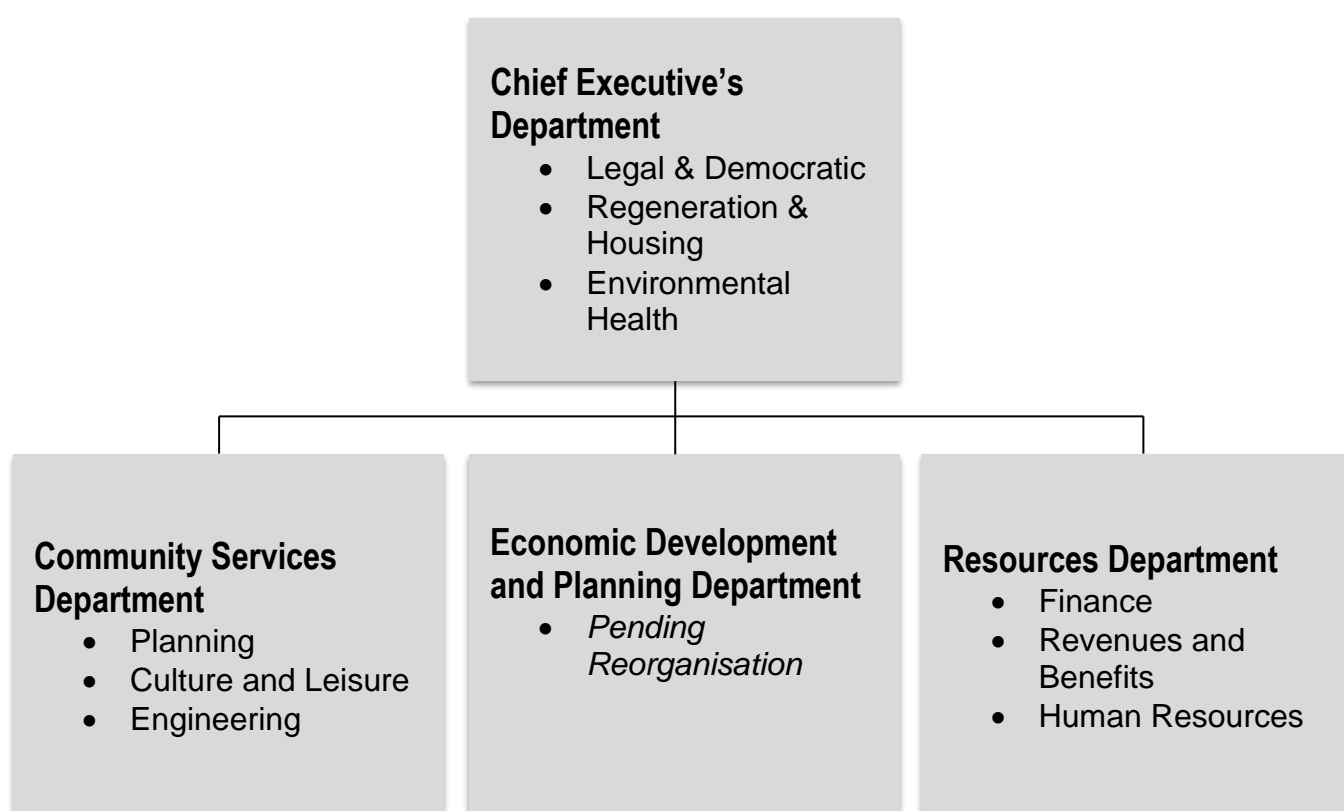 Chief Executive’s
Department
• Legal & Democratic
• Regeneration &
Housing
• Environmental
Health
Community Services
Department
• Planning
• Culture and Leisure
• Engineering
Economic Development
and Planning Department
• Pending
Reorganisation
Resources Department
• Finance
• Revenues and
Benefits
• Human Resources